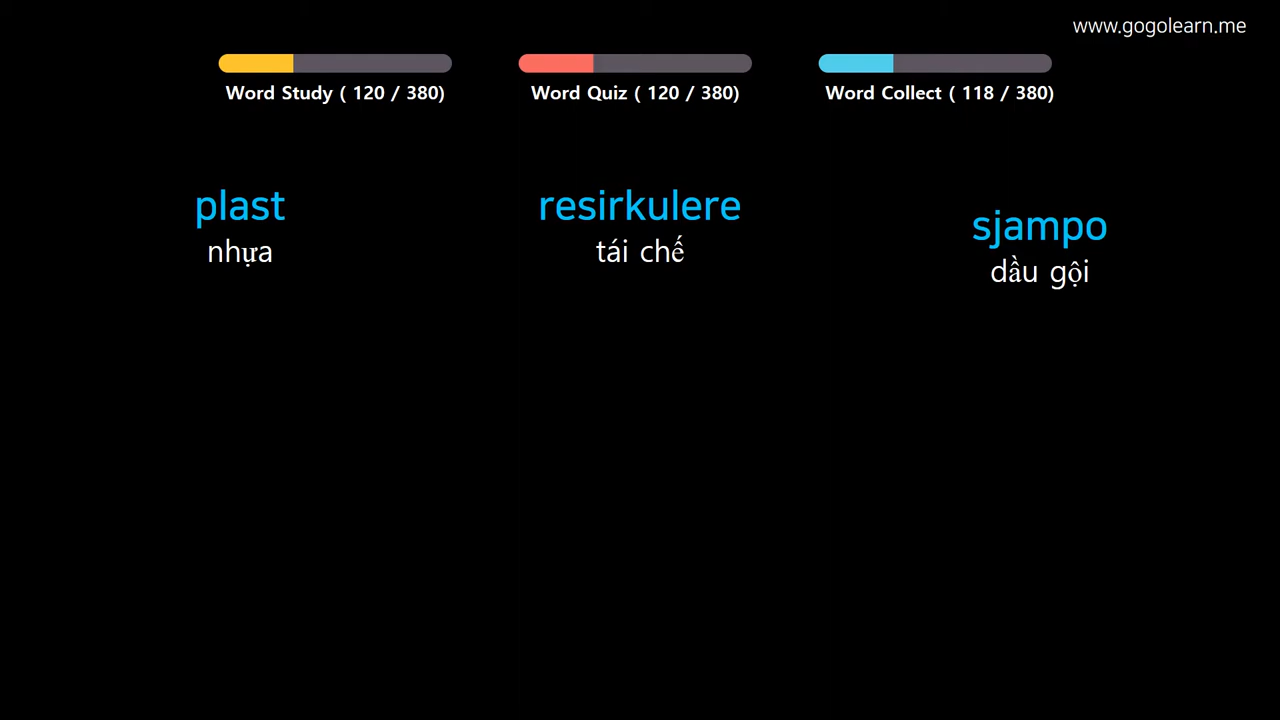 www.gogolearn.me
Word Study ( 120 / 380)
Word Quiz ( 120 / 380)
Word Collect ( 118 / 380)
plast
nhựa
resirkulere
tái chế
sjampo
dầu gội